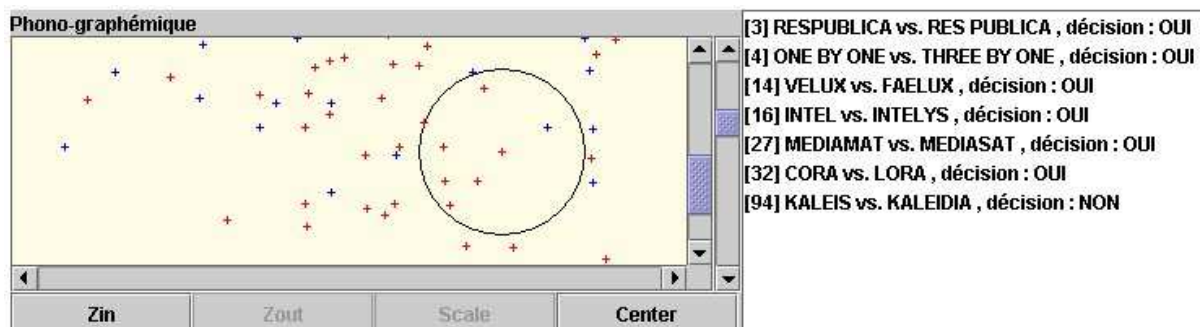 Phono-graphémique
[3] RESPUBLICA vs. RES PUBLICA , décision : OUI
[4] ONE BY ONE vs. THREE BY ONE , décision : OUI
[14] VELUX vs. FAELUX , décision : OUI
[16] INTEL vs. INTELYS , décision : OUI
[27] MEDIAMAT vs. MEDIASAT , décision : OUI
[32] CORA vs. LORA , décision : OUI
[94] KALEIS vs. KALEIDIA , décision : NON
Zin Zout Scale Center